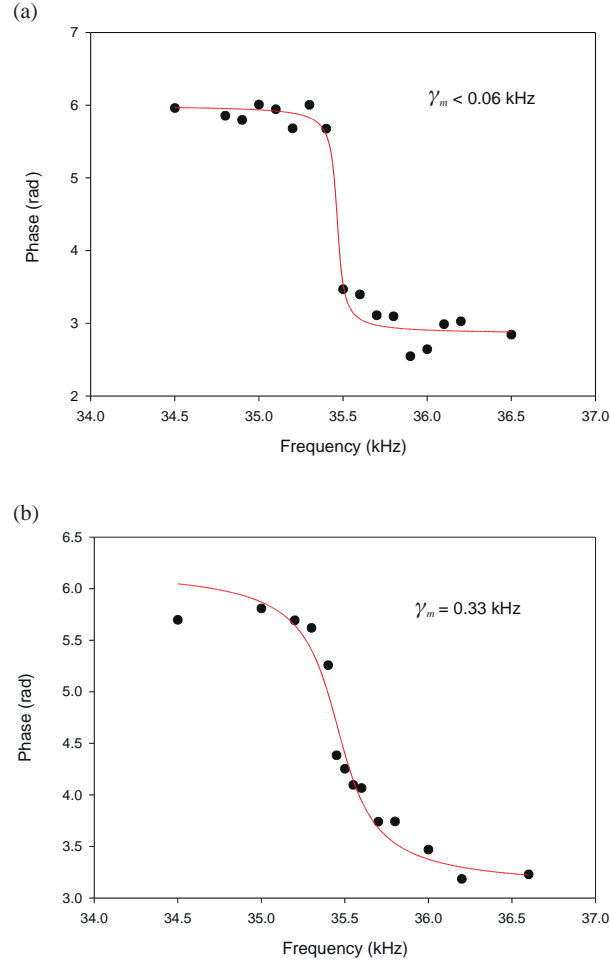 (a)
7
6
5
4
3
2
34.0 34.5 35.0 35.5 36.0 36.5 37.0
Phase (rad)
Frequency (kHz)
γm < 0.06 kHz
(b)
6.5
6.0
5.5
5.0
4.5
4.0
3.5
3.0
34.0 34.5 35.0 35.5 36.0 36.5 37.0
Phase (rad)
Frequency (kHz)
γm = 0.33 kHz